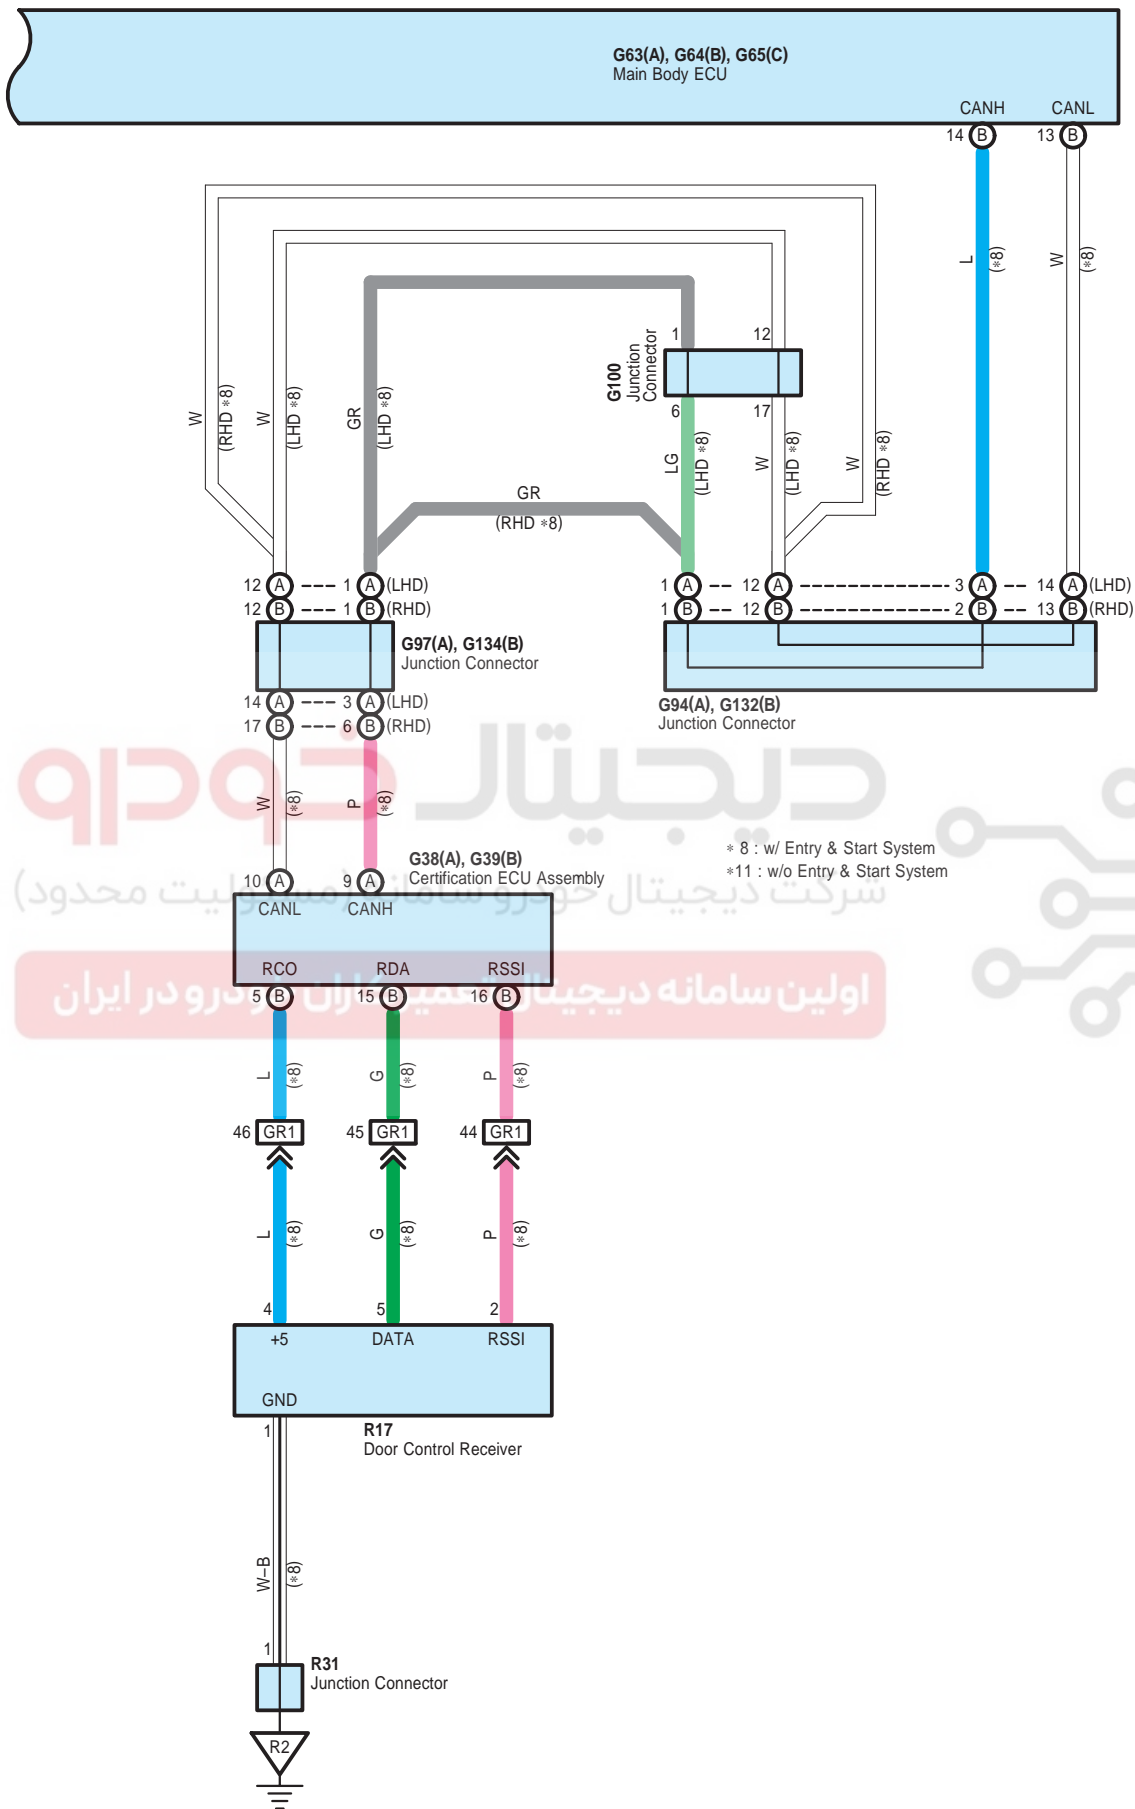 G63(A), G64(B), G65(C)
Main Body ECU
CANH CANL
14 B 13 B
L (*8) W (*8)
1 12
G100
Junction Connector
6 17
W (RHD *8) W (LHD *8) GR (LHD *8)
LG (LHD *8) W (LHD *8) W (RHD *8)
GR
(RHD *8)
12 A 1 A (LHD)
12 B 1 B (RHD)
1 A 12 A 3 A 14 A (LHD)
1 B 12 B 2 B 13 B (RHD)
G97(A), G134(B)
Junction Connector
14 A 3 A (LHD)
17 B 6 B (RHD)
G94(A), G132(B)
Junction Connector
دیجیتال خودرو
W (*8) P (*8)
* 8 : w/ Entry & Start System
*11 : w/o Entry & Start System
G38(A), G39(B)
Certification ECU Assembly
10 A 9 A
شرکت دیجیتال خودرو سامانه (مسئولیت محدود)
CANL CANH
RCO RDA RSSI
5 B 15 B 16 B
اولین سامانه دیجیتال تعمیرکاران خودرو در ایران
L (*8) G (*8) P (*8)
46 GR1 45 GR1 44 GR1
L (*8) G (*8) P (*8)
4 5 2
+5 DATA RSSI
GND
1
R17
Door Control Receiver
W–B (*8)
1
R31
Junction Connector
R2